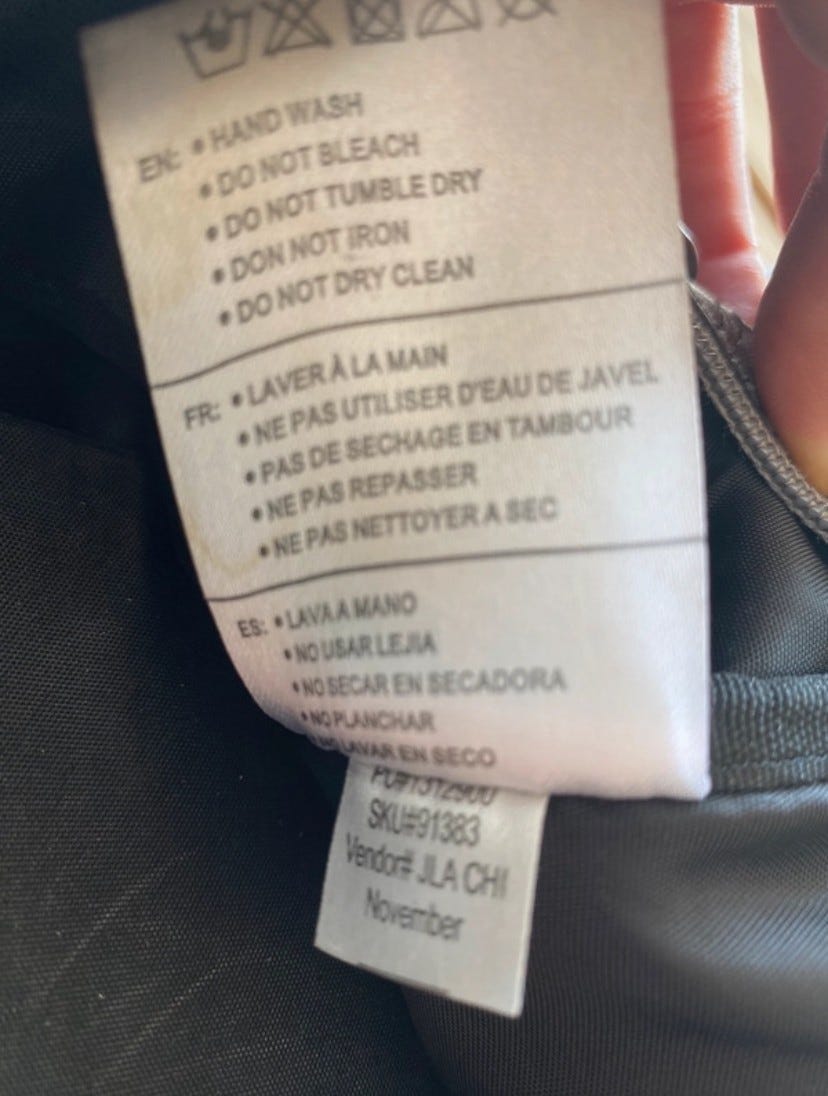 EN: • HAND WASH
• DO NOT BLEACH
• DO NOT TUMBLE DRY
• DON NOT IRON
• DO NOT DRY CLEAN
FR: • LAVER À LA MAIN
• NE PAS UTILISER D'EAU DE JAVEL
• PAS DE SECHAGE EN TAMBOUR
• NE PAS REPASSER
• NE PAS NETTOYER A SEC
ES: • LAVA A MANO
• NO USAR LEJIA
• NO SECAR EN SECADORA
• NO PLANCHAR
NO LAVAR EN SECO
PO#1312900
SKU#91383
Vendor# JLA CHI
November